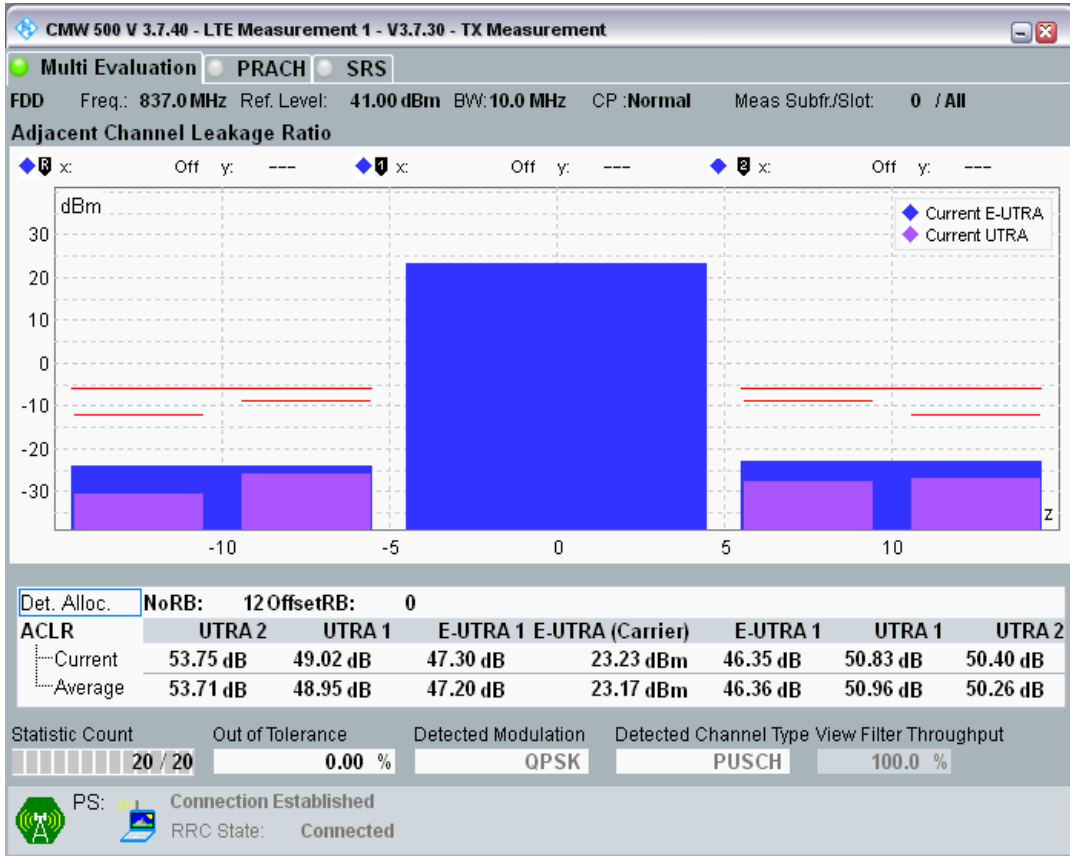 CMW 500 V 3.7.40 - LTE Measurement 1 - V3.7.30 - TX Measurement
Multi Evaluation PRACH SRS
FDD Freq.: 837.0 MHz Ref. Level: 41.00 dBm BW: 10.0 MHz CP :Normal Meas Subfr./Slot: 0 / All
Adjacent Channel Leakage Ratio
R x: Off y: --- 1 x: Off y: --- 2 x: Off y: ---
dBm
Current E-UTRA
Current UTRA
30
20
10
0
-10
-20
-30
z
-10 -5 0 5 10
Det. Alloc. NoRB: 12 OffsetRB: 0
ACLR UTRA 2 UTRA 1 E-UTRA 1 E-UTRA (Carrier) E-UTRA 1 UTRA 1 UTRA 2
Current 53.75 dB 49.02 dB 47.30 dB 23.23 dBm 46.35 dB 50.83 dB 50.40 dB
Average 53.71 dB 48.95 dB 47.20 dB 23.17 dBm 46.36 dB 50.96 dB 50.26 dB
Statistic Count Out of Tolerance Detected Modulation Detected Channel Type View Filter Throughput
20 / 20 0.00 % QPSK PUSCH 100.0 %
PS: Connection Established
RRC State: Connected